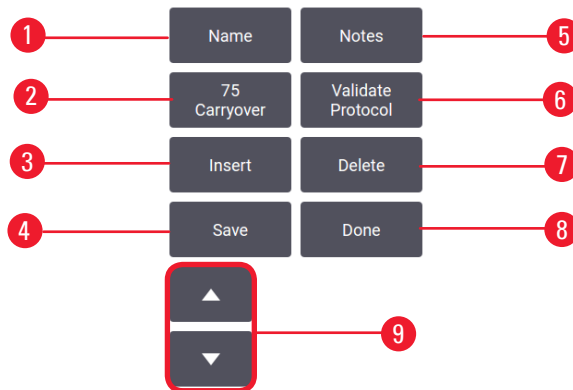 1 Name Notes 5
2 75 Carryover Validate Protocol 6
3 Insert Delete 7
4 Save Done 8
9